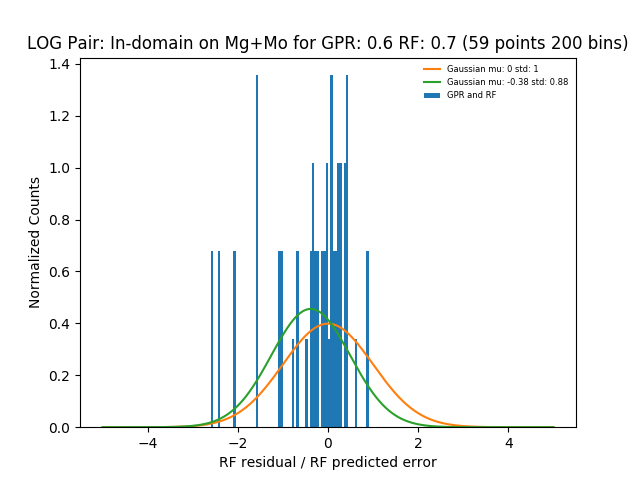 LOG Pair: In-domain on Mg+Mo for GPR: 0.6 RF: 0.7 (59 points 200 bins)
Gaussian mu: 0 std: 1
Gaussian mu: -0.38 std: 0.88
GPR and RF
Normalized Counts
1.4
1.2
1.0
0.8
0.6
0.4
0.2
0.0
−4
−2
0
2
4
RF residual / RF predicted error